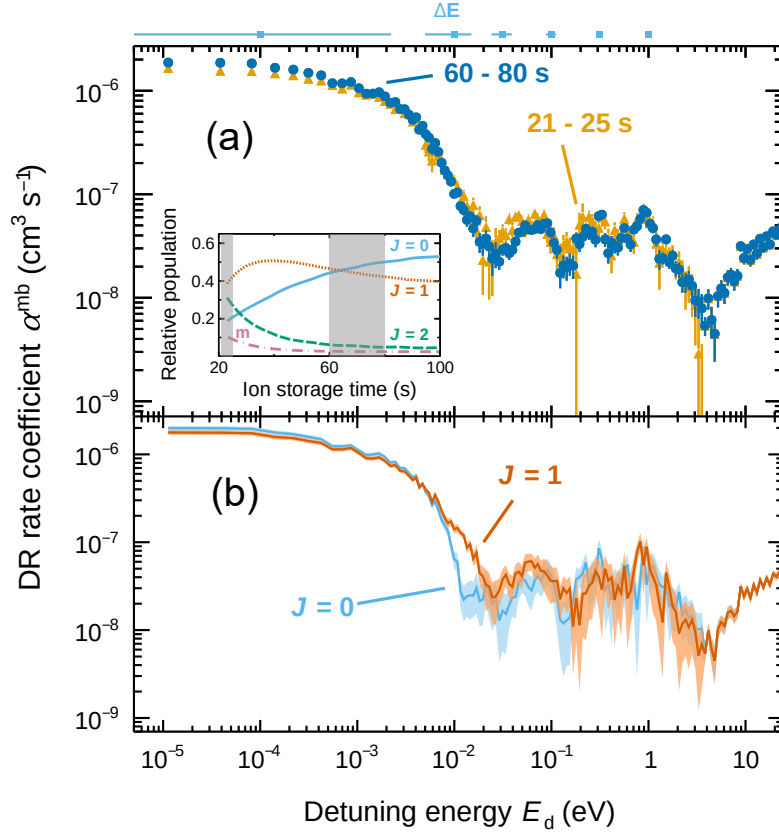 ΔE
DR rate coefficient α^mb (cm³ s⁻¹)
10⁻⁶
10⁻⁷
10⁻⁸
10⁻⁹
60 - 80 s
(a)
21 - 25 s
Relative population
0.6
0.4
0.2
J = 0
J = 1
J = 2
m
20 40 60 80 100
Ion storage time (s)
10⁻⁶
10⁻⁷
10⁻⁸
10⁻⁹
(b)
J = 1
J = 0
10⁻⁵ 10⁻⁴ 10⁻³ 10⁻² 10⁻¹ 1 10
Detuning energy E_d (eV)